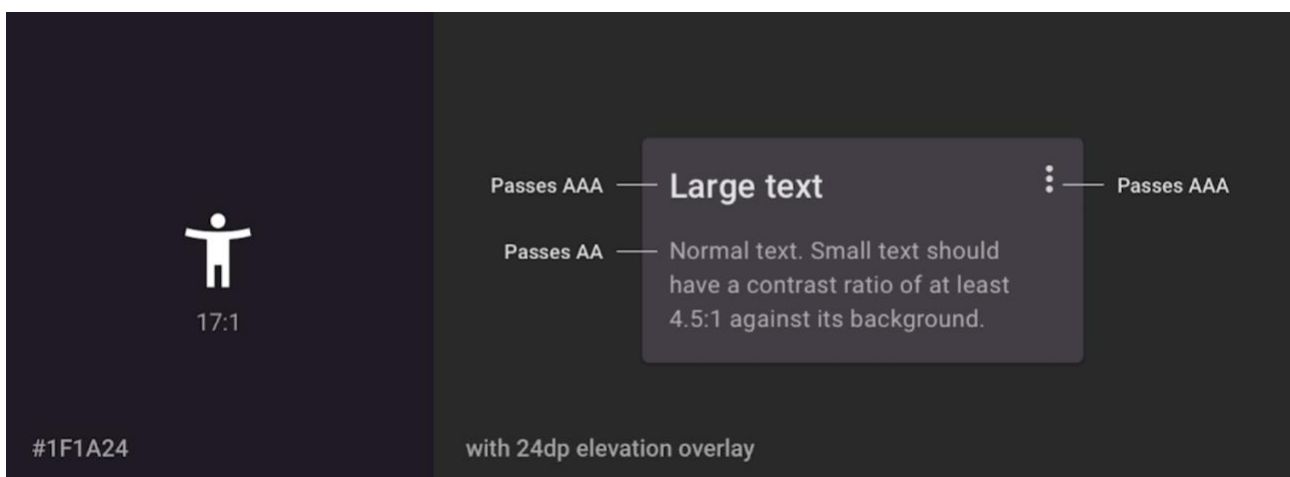 17:1
#1F1A24
Passes AAA
Large text
Passes AAA
Passes AA
Normal text. Small text should
have a contrast ratio of at least
4.5:1 against its background.
with 24dp elevation overlay